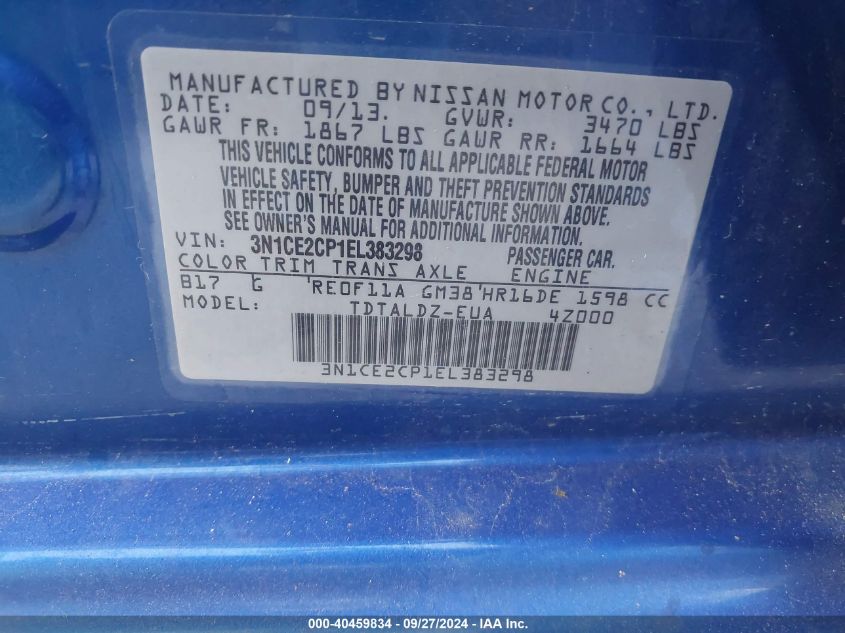 MANUFACTURED BY NISSAN MOTOR CO., LTD.
DATE: 09/13. GVWR: 3470 LBS
GAWR FR: 1867 LBS GAWR RR: 1664 LBS
THIS VEHICLE CONFORMS TO ALL APPLICABLE FEDERAL MOTOR
VEHICLE SAFETY, BUMPER AND THEFT PREVENTION STANDARDS
IN EFFECT ON THE DATE OF MANUFACTURE SHOWN ABOVE.
SEE OWNER'S MANUAL FOR ADDITIONAL INFORMATION.
VIN: 3N1CE2CP1EL383298 PASSENGER CAR.
COLOR TRIM TRANS AXLE ENGINE
B17 G 'RE0F11A GM38'HR16DE 1598 CC
MODEL: TDTALDZ-EUA 4Z000
3N1CE2CP1EL383298
000-40459834 - 09/27/2024 - IAAI.COM